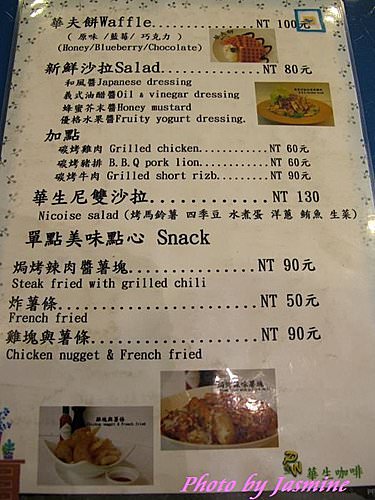 華夫餅Waffle............NT 100元
( 原味 /藍莓/ 巧克力 )
(Honey/Blueberry/Chocolate)
新鮮沙拉Salad..............NT 80元
和風醬Japanese dressing
義式油醋醬Oil & vinegar dressing
蜂蜜芥末醬Honey mustard
優格水果醬Fruity yogurt dressing.
加點
碳烤雞肉 Grilled chicken...........NT 60元
碳烤豬排 B.B.Q pork lion...........NT 60元
碳烤牛肉 Grilled short rizb.........NT 90元
華生尼雙沙拉..............NT 130
Nicoise salad (烤馬鈴薯 四季豆 水煮蛋 洋蔥 鮪魚 生菜)
單點美味點心 Snack
焗烤辣肉醬薯塊.............NT 90元
Steak fried with grilled chili
炸薯條....................NT 50元
French fried
雞塊與薯條................NT 90元
Chicken nugget & French fried
雞塊與薯條
Chicken nugget & French fried
華生咖啡
Photo by Jasmine